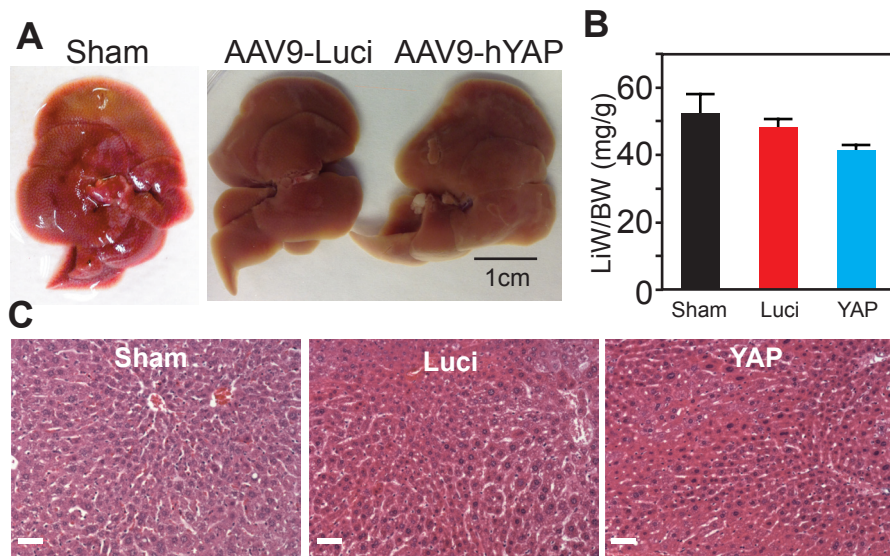 A
Sham
AAV9-Luci
AAV9-hYAP
1cm
B
LiW/BW (mg/g)
60
40
20
0
Sham
Luci
YAP
C
Sham
Luci
YAP